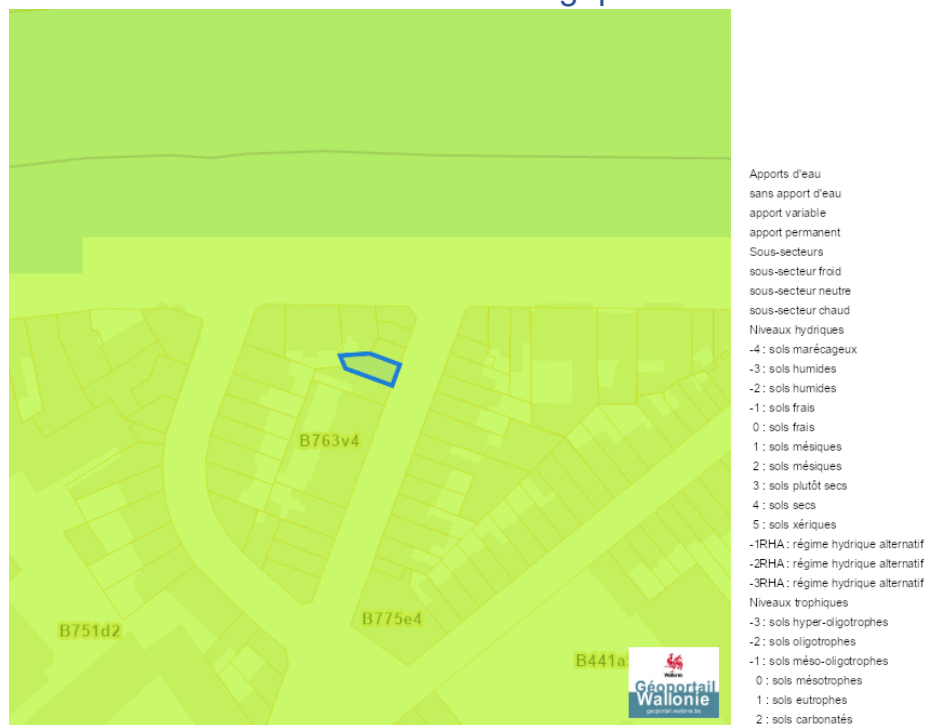 B763v4
B775e4
B751d2
B441a
Wallonie
Géoportail
Wallonie
geoportail.wallonie.be
Apports d'eau
sans apport d'eau
apport variable
apport permanent
Sous-secteurs
sous-secteur froid
sous-secteur neutre
sous-secteur chaud
Niveaux hydriques
-4 : sols marécageux
-3 : sols humides
-2 : sols humides
-1 : sols frais
0 : sols frais
1 : sols mésiques
2 : sols mésiques
3 : sols plutôt secs
4 : sols secs
5 : sols xériques
-1RHA : régime hydrique alternatif
-2RHA : régime hydrique alternatif
-3RHA : régime hydrique alternatif
Niveaux trophiques
-3 : sols hyper-oligotrophes
-2 : sols oligotrophes
-1 : sols méso-oligotrophes
0 : sols mésotrophes
1 : sols eutrophes
2 : sols carbonatés